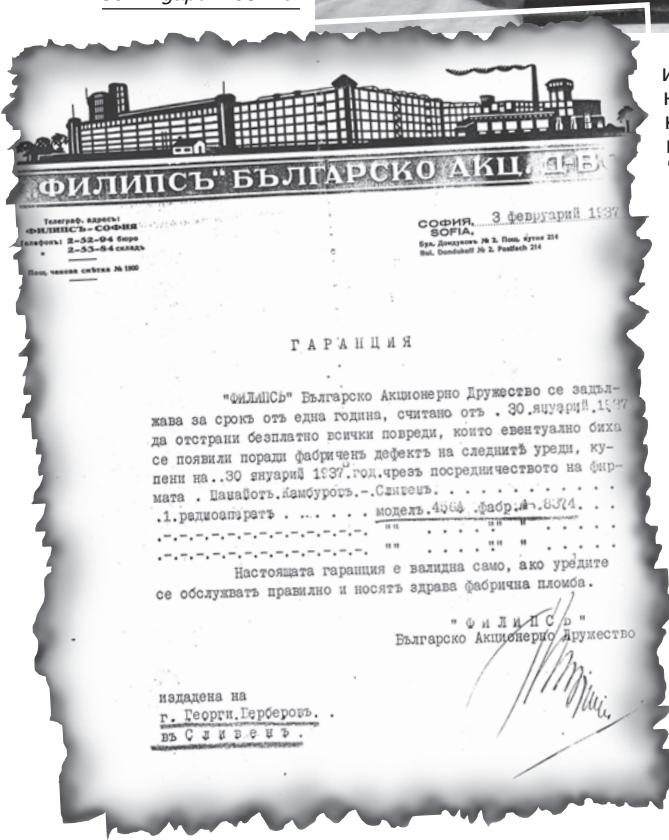 "ФИЛИПСЪ" БЪЛГАРСКО АКЦ. Д-ВО
Телеграф. адресъ:
ФИЛИПСЪ-СОФИЯ
Телефонъ: 2-52-94 бюро
" 2-53-84 складъ
Пощ. чекова смѣтка № 1900
СОФИЯ, 3 февруарий 1937
SOFIA,
Бул. Дондуковъ № 2. Пощ. кутия 214
Bul. Dondukoff № 2. Postfach 214
ГАРАНЦИЯ
"ФИЛИПСЪ" Българско Акционерно Дружество се задъл-
жава за срокъ отъ една година, считано отъ . 30.януарий.1937
да отстрани безплатно всички повреди, които евентуално биха
се появили поради фабриченъ дефектъ на следнитѣ уреди, ку-
пени на..30 януарий 1937.год.чрезъ посредничеството на фир-
мата . Панайотъ.Камбуровъ.-.Сливенъ. . . . . . . . . . . . .
.1.радиоапаратъ . . . . . модель.456А .фабр.№.8374. . .
.-.-.-.-.-.-.-.-.-.-.-.-. "" . . . . . "" " . . . . .
.-.-.-.-.-.-.-.-.-.-.-.-. "" . . . . . "" " . . . . .
Настоящата гаранция е валидна само, ако уредите
се обслужватъ правилно и носятъ здрава фабрична пломба.
" Ф И Л И П С Ъ "
Българско Акционерно Дружество
издадена на
г. Георги.Герберовъ. .
въ С л и в е н ъ .